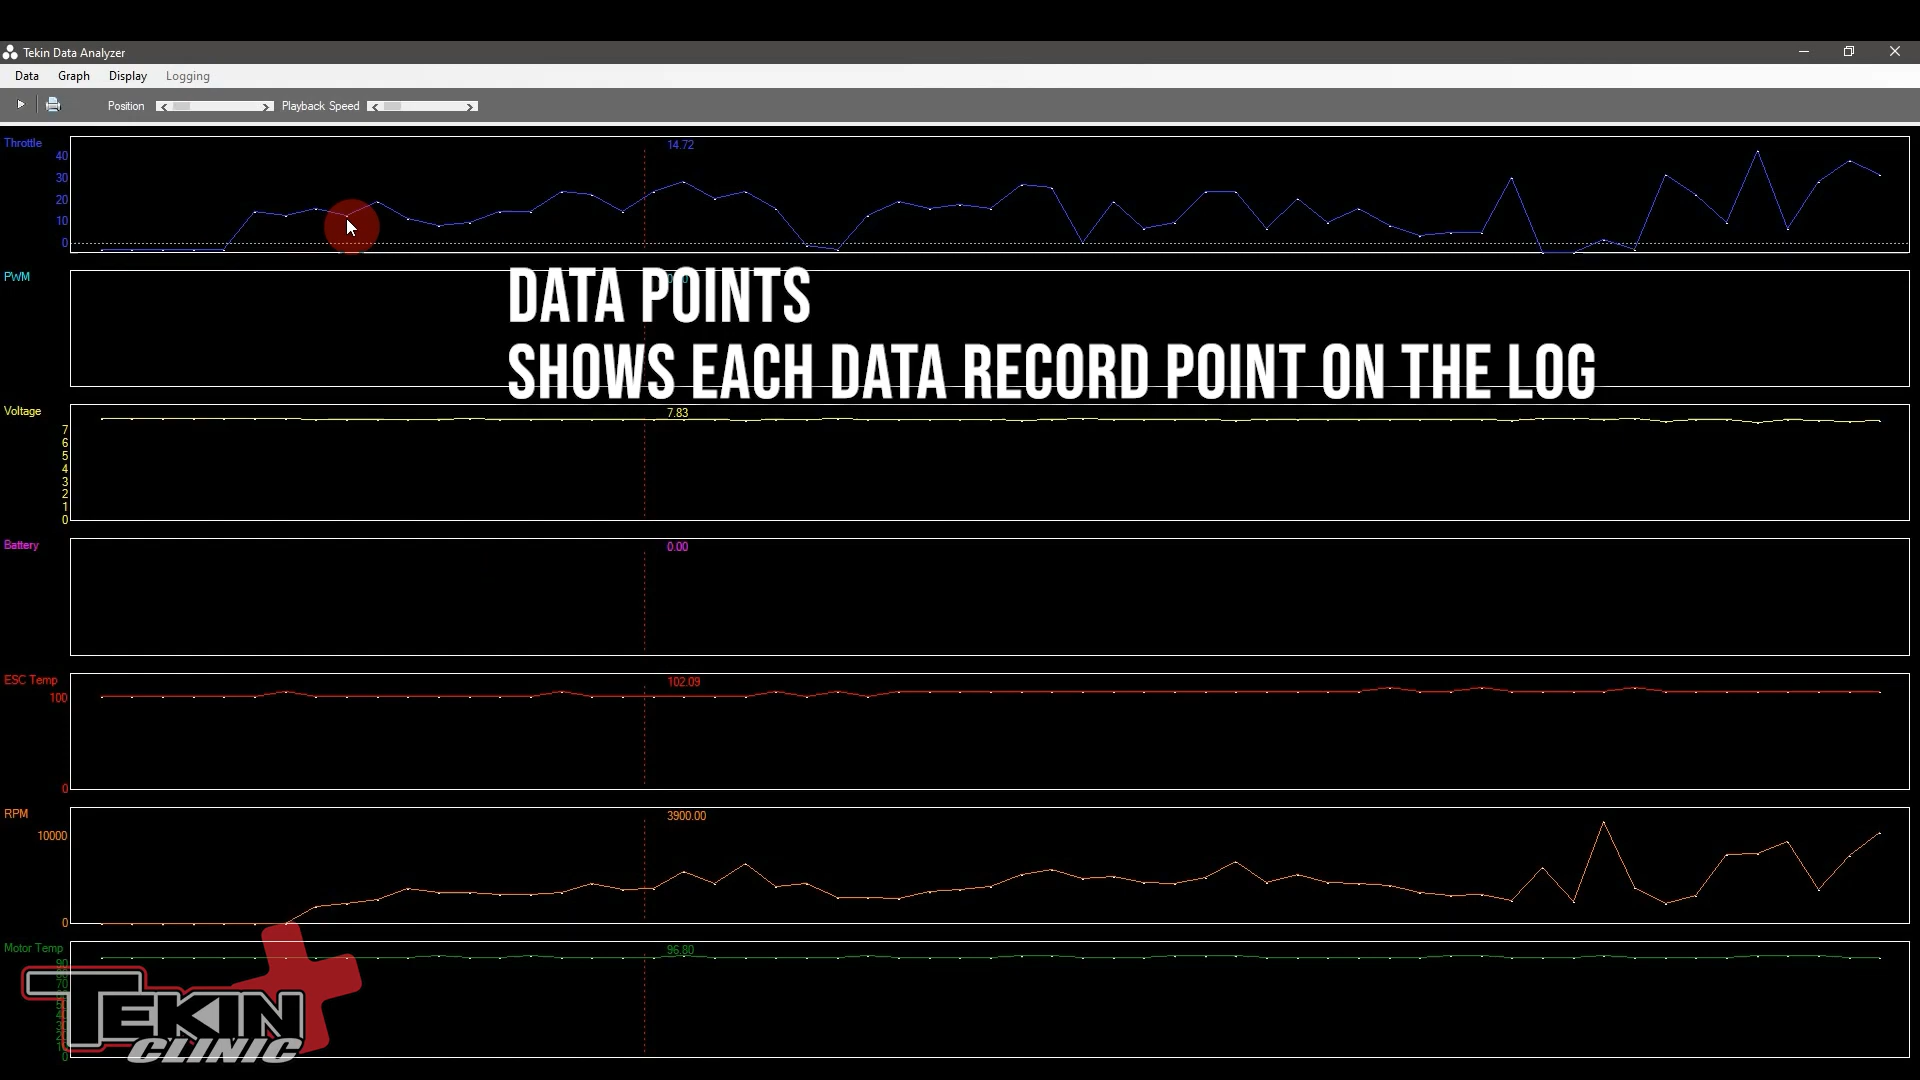 Tekin Data Analyzer
Data Graph Display Logging
Position Playback Speed
Throttle
14.72
40
30
20
10
0
PWM
DATA POINTS
SHOWS EACH DATA RECORD POINT ON THE LOG
Voltage
7.83
7
6
5
4
3
2
1
0
Battery
0.00
ESC Temp
102.09
100
0
RPM
3900.00
10000
0
Motor Temp
96.80
90
70
0
TEKIN
CLINIC